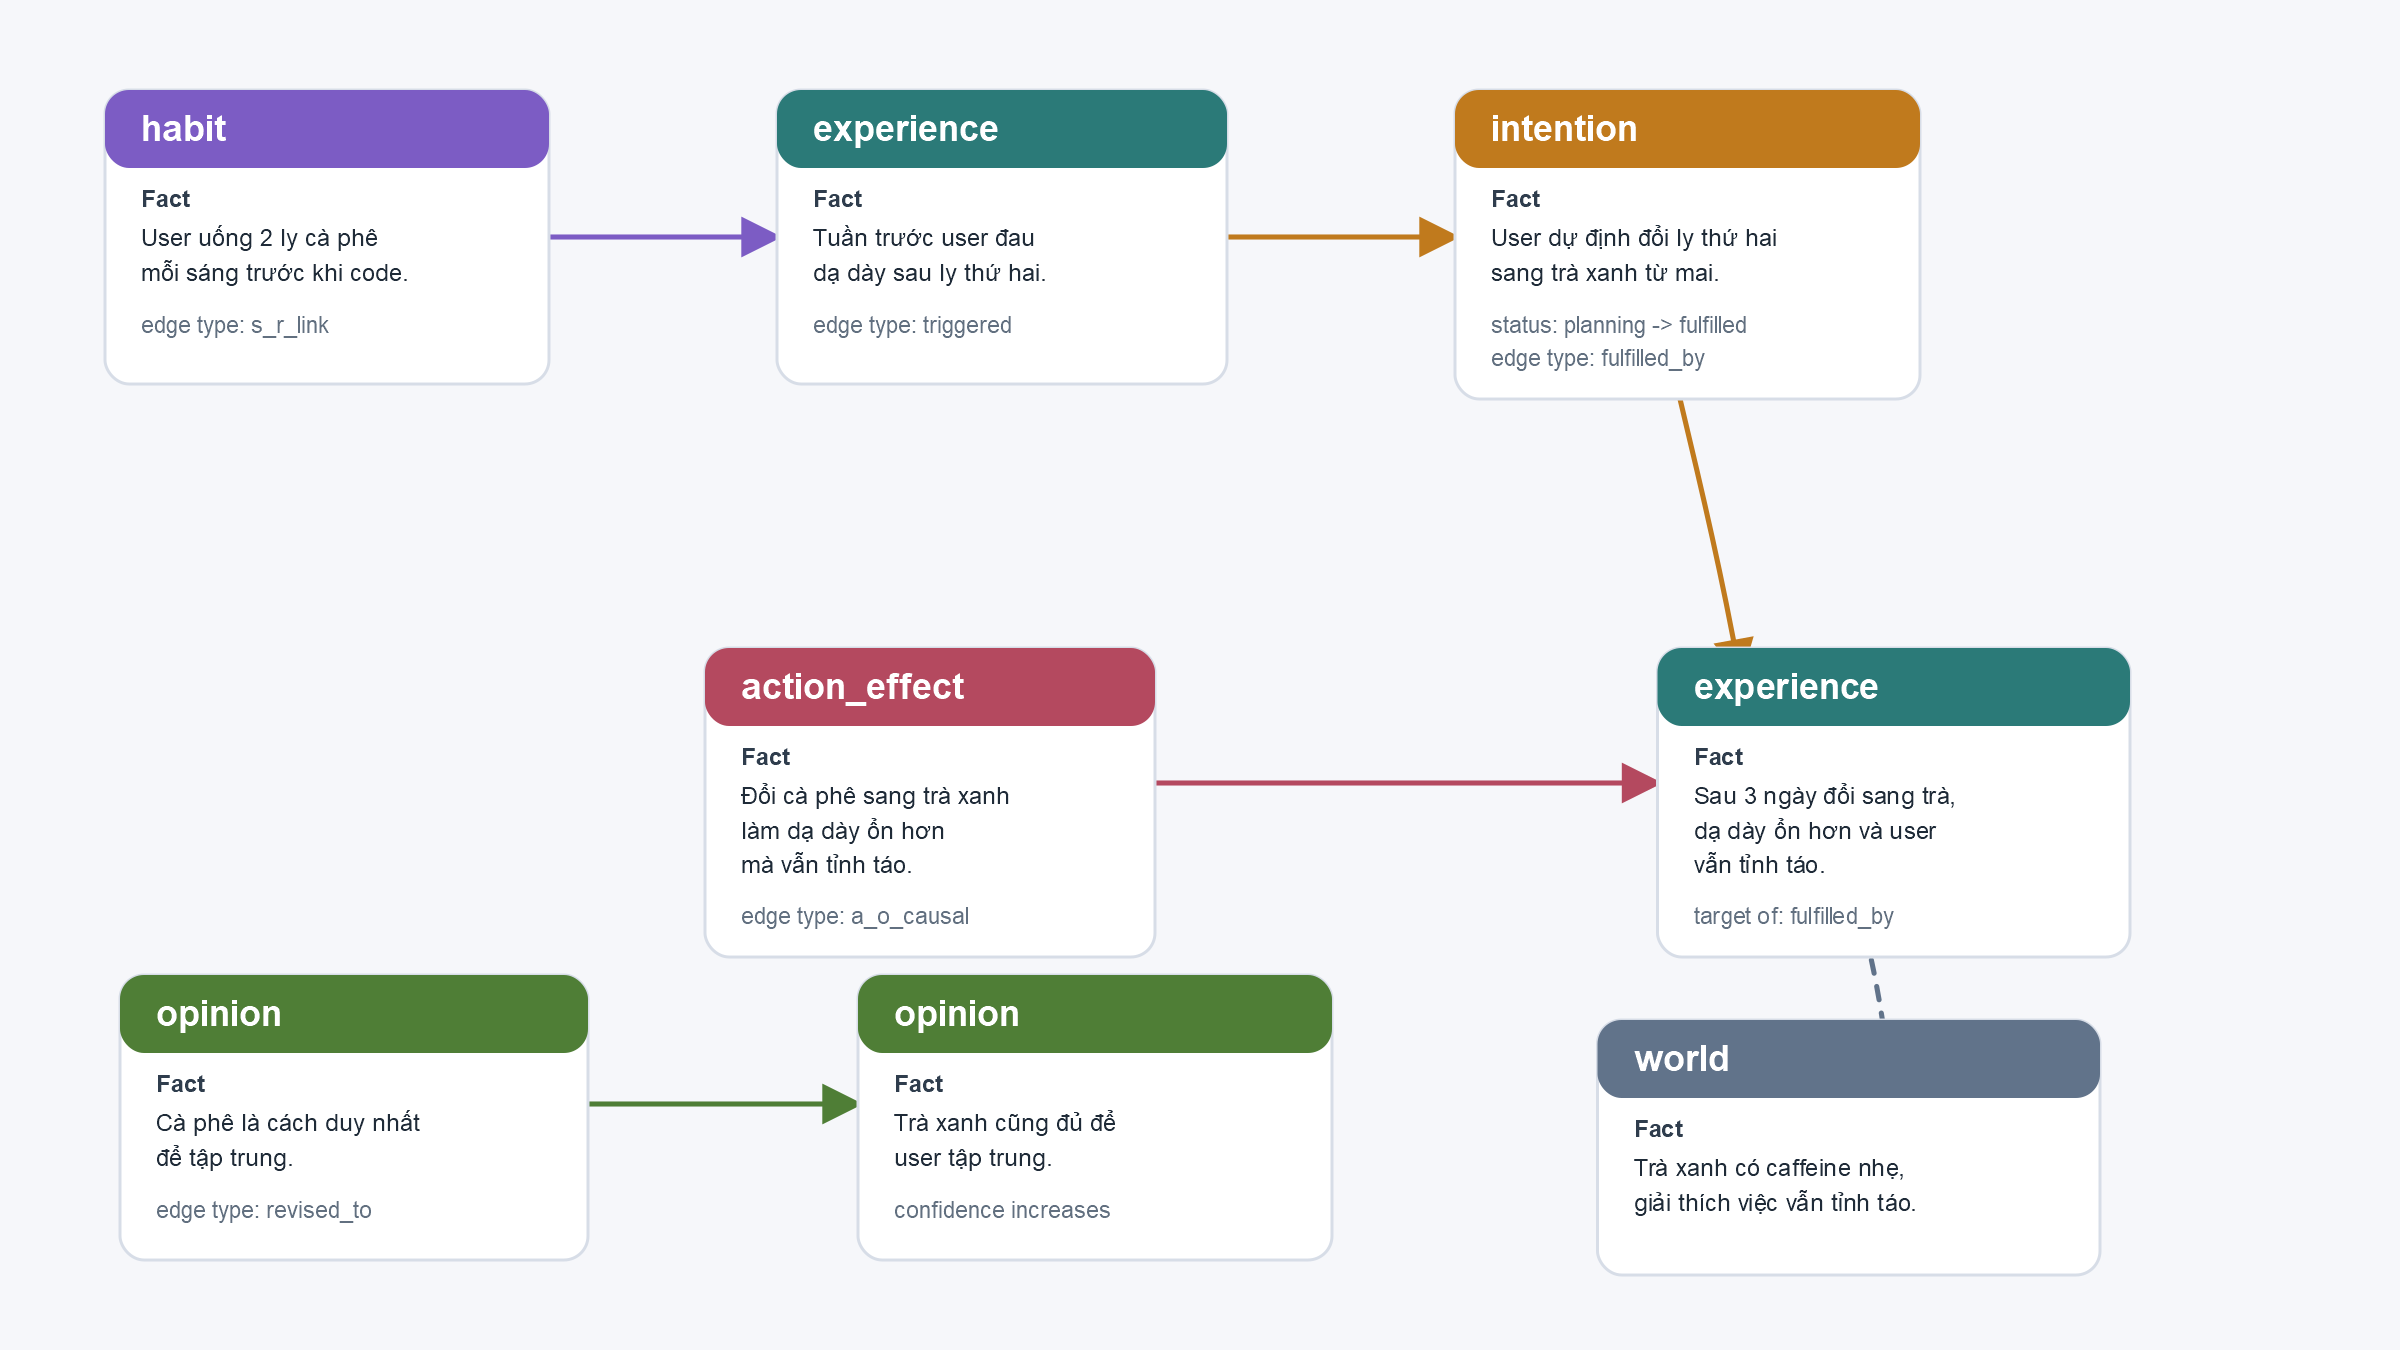 habit
Fact
User uống 2 ly cà phê
mỗi sáng trước khi code.
edge type: s_r_link
experience
Fact
Tuần trước user đau
dạ dày sau ly thứ hai.
edge type: triggered
intention
Fact
User dự định đổi ly thứ hai
sang trà xanh từ mai.
status: planning -> fulfilled
edge type: fulfilled_by
action_effect
Fact
Đổi cà phê sang trà xanh
làm dạ dày ổn hơn
mà vẫn tỉnh táo.
edge type: a_o_causal
experience
Fact
Sau 3 ngày đổi sang trà,
dạ dày ổn hơn và user
vẫn tỉnh táo.
target of: fulfilled_by
opinion
Fact
Cà phê là cách duy nhất
để tập trung.
edge type: revised_to
opinion
Fact
Trà xanh cũng đủ để
user tập trung.
confidence increases
world
Fact
Trà xanh có caffeine nhẹ,
giải thích việc vẫn tỉnh táo.